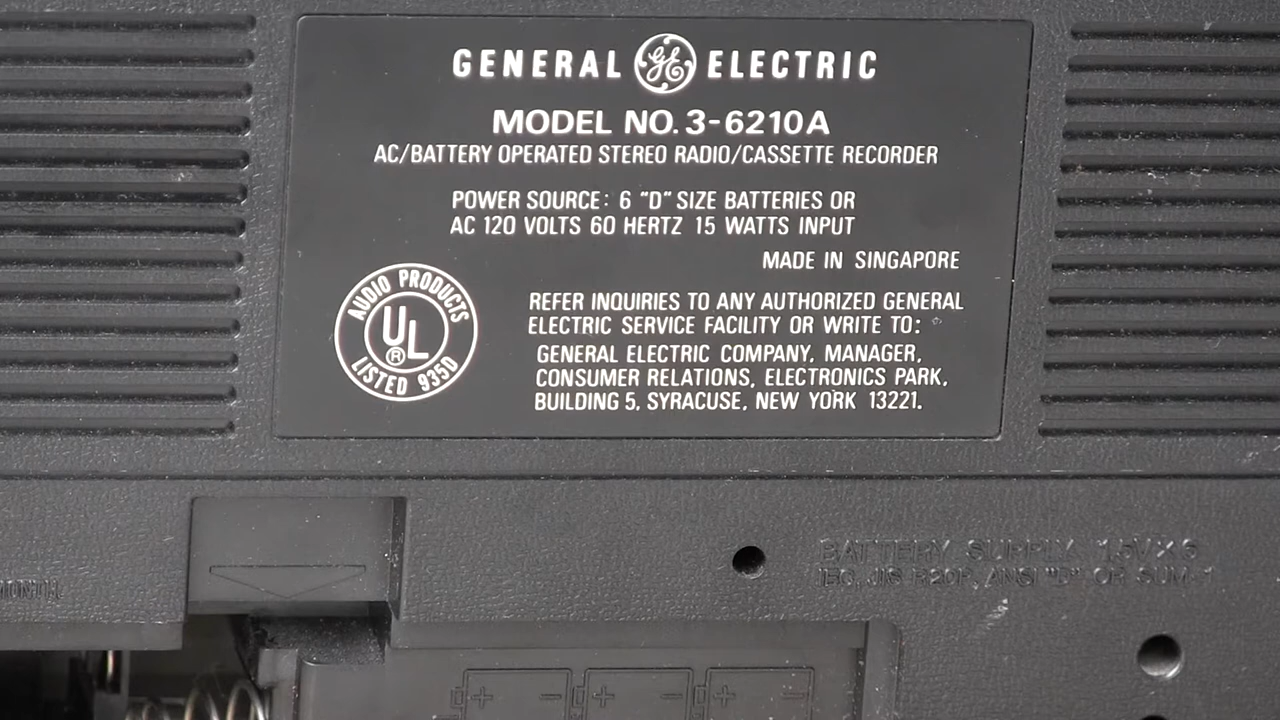 GENERAL GE ELECTRIC
MODEL NO. 3-6210A
AC/BATTERY OPERATED STEREO RADIO/CASSETTE RECORDER
POWER SOURCE: 6 "D" SIZE BATTERIES OR
AC 120 VOLTS 60 HERTZ 15 WATTS INPUT
MADE IN SINGAPORE
AUDIO PRODUCTS
UL
®
LISTED 935D
REFER INQUIRIES TO ANY AUTHORIZED GENERAL
ELECTRIC SERVICE FACILITY OR WRITE TO:
GENERAL ELECTRIC COMPANY, MANAGER,
CONSUMER RELATIONS, ELECTRONICS PARK,
BUILDING 5, SYRACUSE, NEW YORK 13221.
BATTERY SUPPLY 1.5V×6
IEC, JIS R20P, ANSI "D" OR SUM-1
+ − + − + −